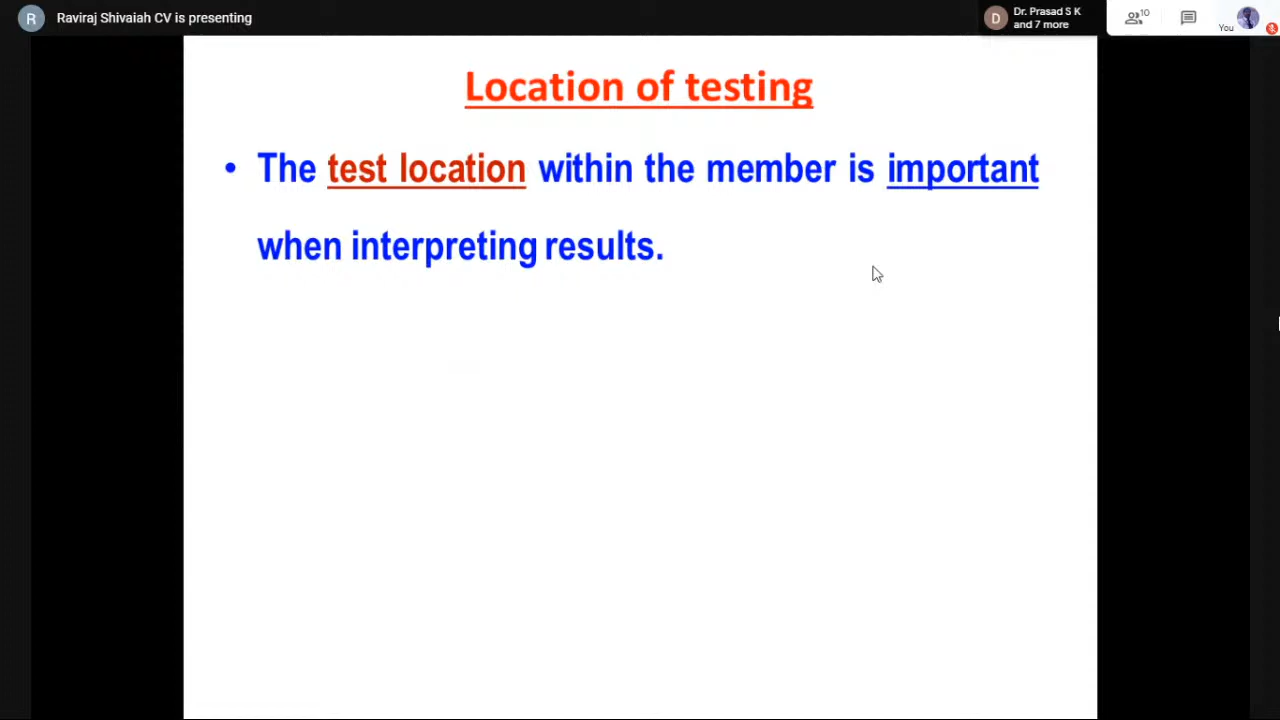 R Raviraj Shivaiah CV is presenting
D Dr. Prasad S K
and 7 more
10
You
Location of testing
• The test location within the member is important
when interpreting results.